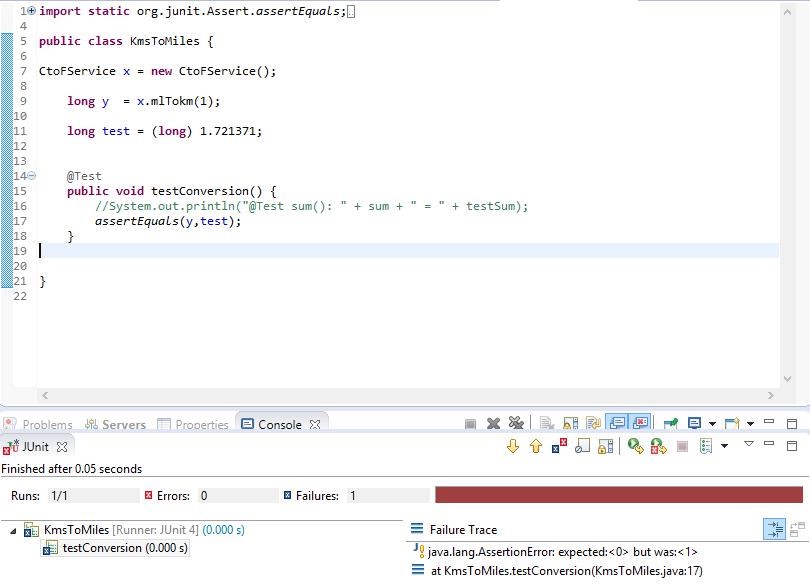 1 import static org.junit.Assert.assertEquals;
4
5 public class KmsToMiles {
6
7 CtoFService x = new CtoFService();
8
9 long y  = x.mlTokm(1);
10
11 long test = (long) 1.721371;
12
13
14 @Test
15 public void testConversion() {
16 //System.out.println("@Test sum(): " + sum + " = " + testSum);
17 assertEquals(y,test);
18 }
19
20
21 }
22
Problems Servers Properties Console
JUnit
Finished after 0.05 seconds
Runs: 1/1 Errors: 0 Failures: 1
KmsToMiles [Runner: JUnit 4] (0.000 s)
testConversion (0.000 s)
Failure Trace
java.lang.AssertionError: expected:<0> but was:<1>
at KmsToMiles.testConversion(KmsToMiles.java:17)